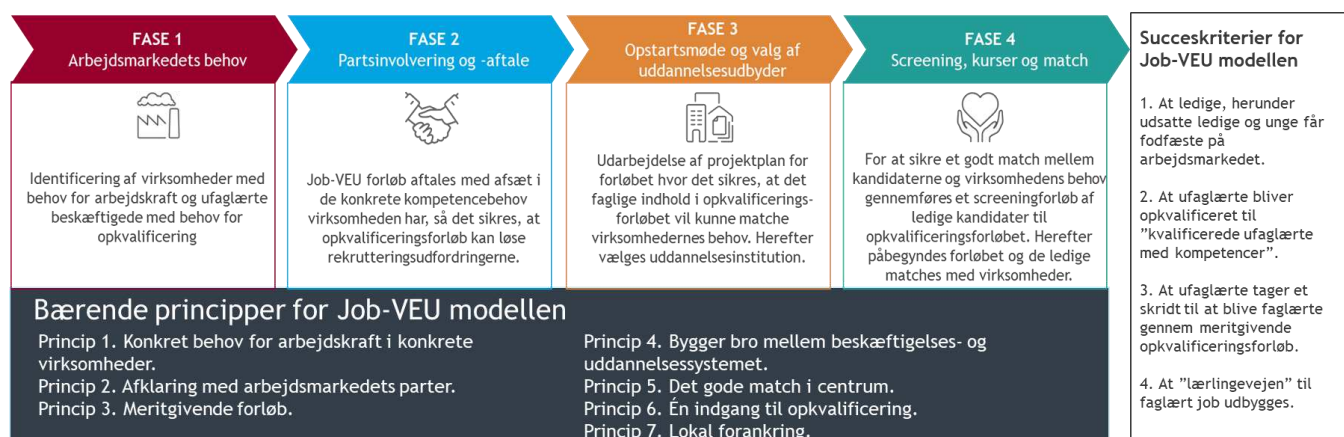 FASE 1
Arbejdsmarkedets behov
Identificering af virksomheder med
behov for arbejdskraft og ufaglærte
beskæftigede med behov for
opkvalificering
FASE 2
Partsinvolvering og -aftale
Job-VEU forløb aftales med afsæt i
de konkrete kompetencebehov
virksomheden har, så det sikres, at
opkvalificeringsforløb kan løse
rekrutteringsudfordringerne.
FASE 3
Opstartsmøde og valg af
uddannelsesudbyder
Udarbejdelse af projektplan for
forløbet hvor det sikres, at det
faglige indhold i opkvalificerings-
forløbet vil kunne matche
virksomhedernes behov. Herefter
vælges uddannelsesinstitution.
FASE 4
Screening, kurser og match
For at sikre et godt match mellem
kandidaterne og virksomhedens behov
gennemføres et screeningforløb af
ledige kandidater til
opkvalificeringsforløbet. Herefter
påbegyndes forløbet og de ledige
matches med virksomheder.
Bærende principper for Job-VEU modellen
Princip 1. Konkret behov for arbejdskraft i konkrete
virksomheder.
Princip 2. Afklaring med arbejdsmarkedets parter.
Princip 3. Meritgivende forløb.
Princip 4. Bygger bro mellem beskæftigelses- og
uddannelsessystemet.
Princip 5. Det gode match i centrum.
Princip 6. Én indgang til opkvalificering.
Princip 7. Lokal forankring.
Succeskriterier for
Job-VEU modellen
1. At ledige, herunder
udsatte ledige og unge får
fodfæste på
arbejdsmarkedet.
2. At ufaglærte bliver
opkvalificeret til
”kvalificerede ufaglærte
med kompetencer”.
3. At ufaglærte tager et
skridt til at blive faglærte
gennem meritgivende
opkvalificeringsforløb.
4. At ”lærlingevejen” til
faglært job udbygges.